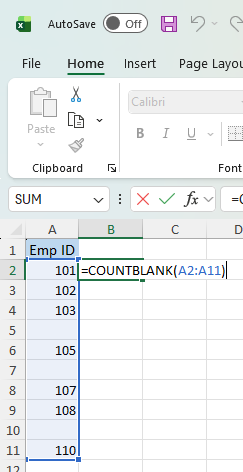 AutoSave Off
File Home Insert Page Layou
Paste
Calibri
B I U
Clipboard
Fon
SUM
fx =C
A B C D
1 Emp ID
2 101 =COUNTBLANK(A2:A11)
3 102
4 103
5
6 105
7
8 107
9 108
10
11 110
12